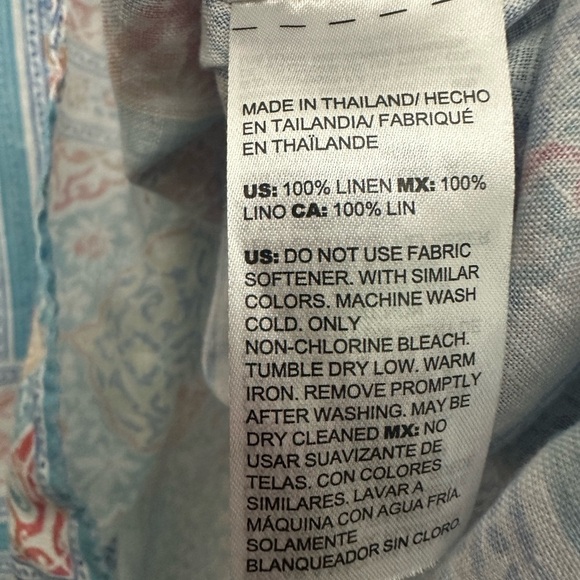 MADE IN THAILAND/ HECHO
EN TAILANDIA/ FABRIQUÉ
EN THAÏLANDE
US: 100% LINEN MX: 100%
LINO CA: 100% LIN
US: DO NOT USE FABRIC
SOFTENER. WITH SIMILAR
COLORS. MACHINE WASH
COLD. ONLY
NON-CHLORINE BLEACH.
TUMBLE DRY LOW. WARM
IRON. REMOVE PROMPTLY
AFTER WASHING. MAY BE
DRY CLEANED MX: NO
USAR SUAVIZANTE DE
TELAS. CON COLORES
SIMILARES. LAVAR A
MÁQUINA CON AGUA FRÍA.
SOLAMENTE
BLANQUEADOR SIN CLORO.